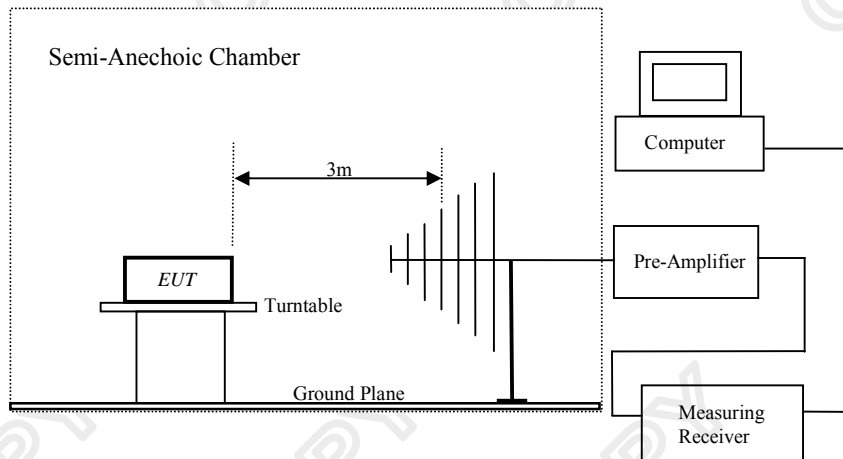 Semi-Anechoic Chamber
3m
Computer
EUT
Pre-Amplifier
Turntable
Ground Plane
Measuring
Receiver